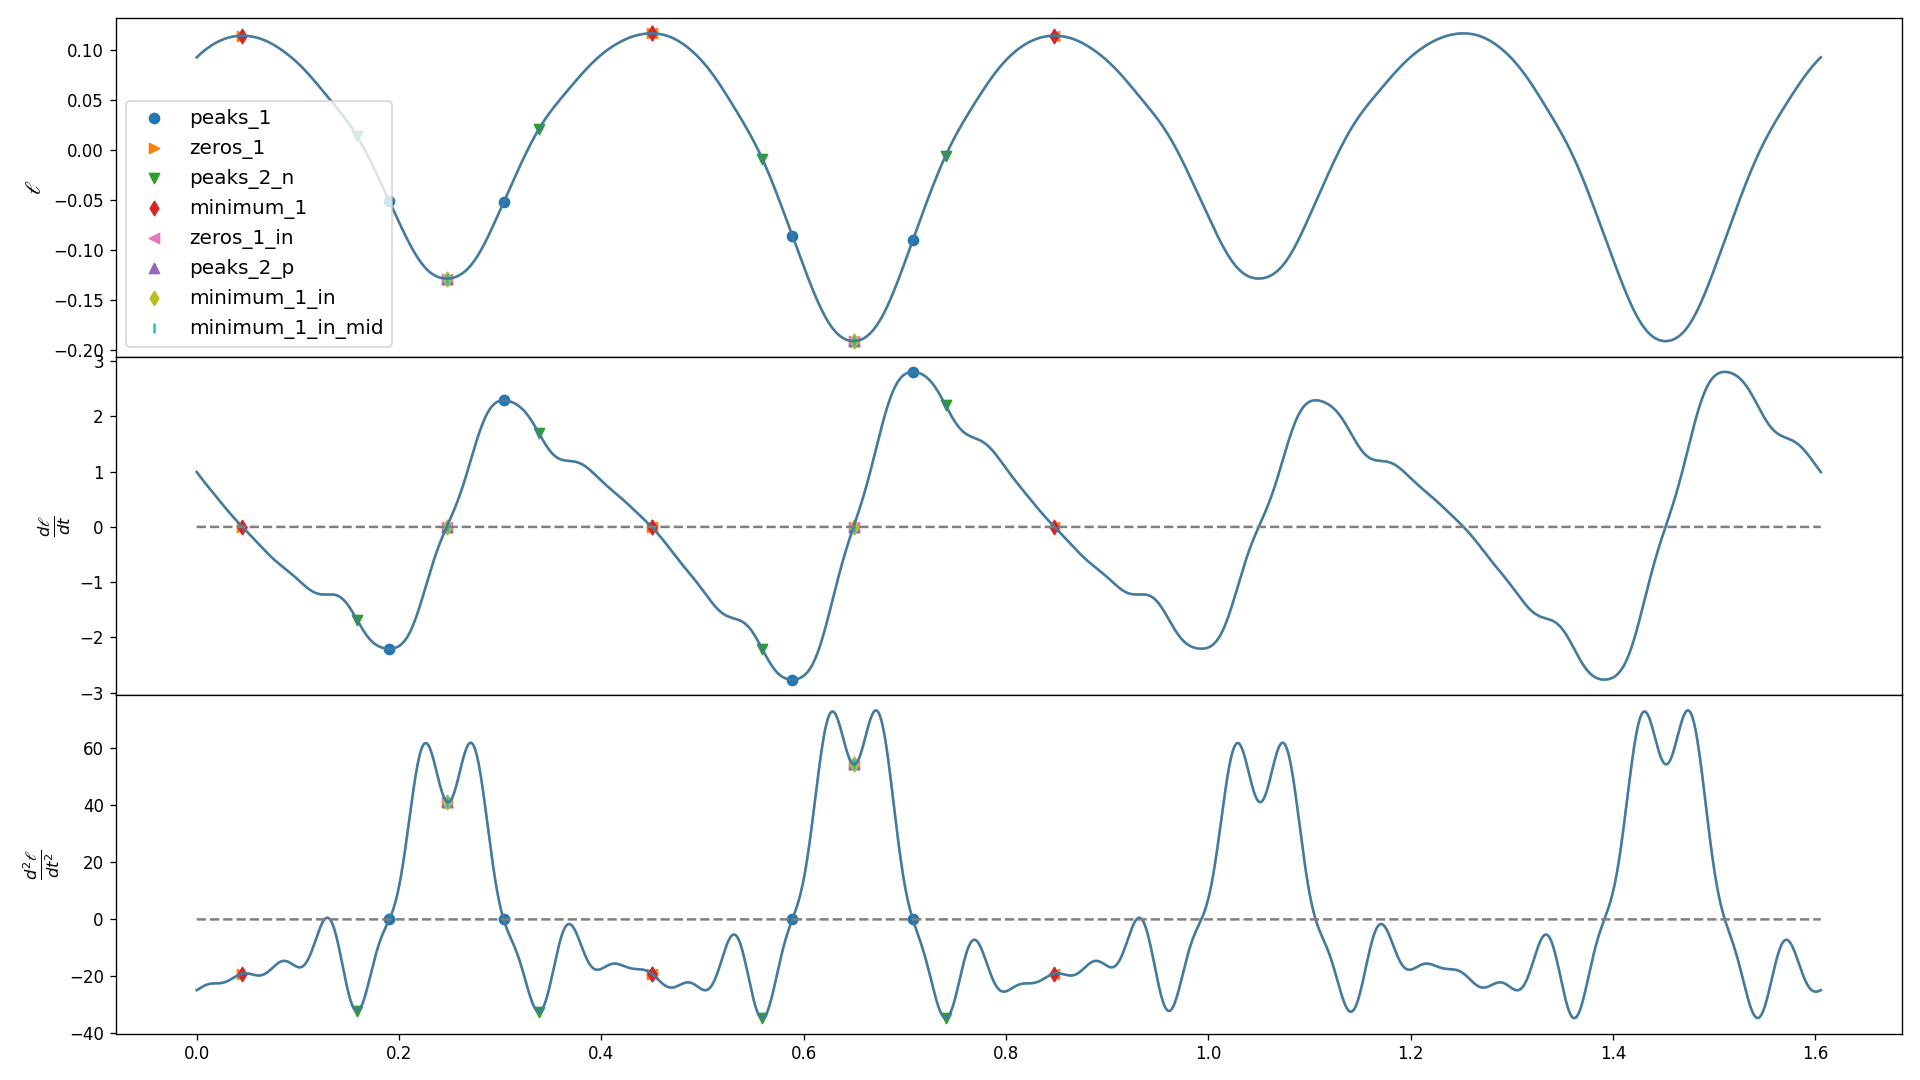 0.10
0.05
0.00
−0.05
−0.10
−0.15
−0.20
ℓ
peaks_1
zeros_1
peaks_2_n
minimum_1
zeros_1_in
peaks_2_p
minimum_1_in
minimum_1_in_mid
3
2
1
0
−1
−2
−3
dℓ
dt
60
40
20
0
−20
−40
d²ℓ
dt²
0.0 0.2 0.4 0.6 0.8 1.0 1.2 1.4 1.6